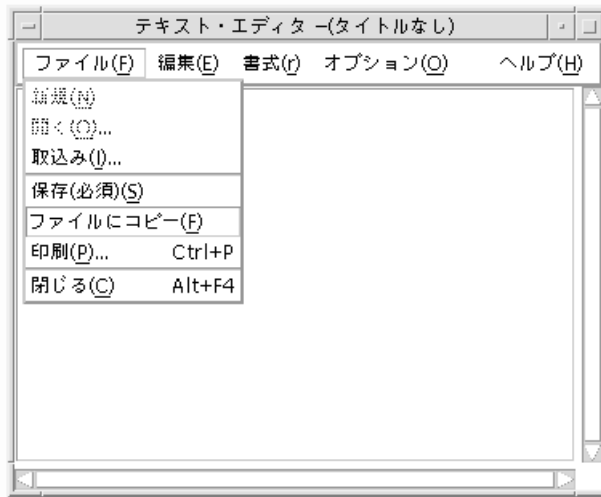 テキスト・エディタ −(タイトルなし)
ファイル(F) 編集(E) 書式(r) オプション(O) ヘルプ(H)
新規(N)
開く(O)...
取込み(I)...
保存(必須)(S)
ファイルにコピー(F)
印刷(P)... Ctrl+P
閉じる(C) Alt+F4